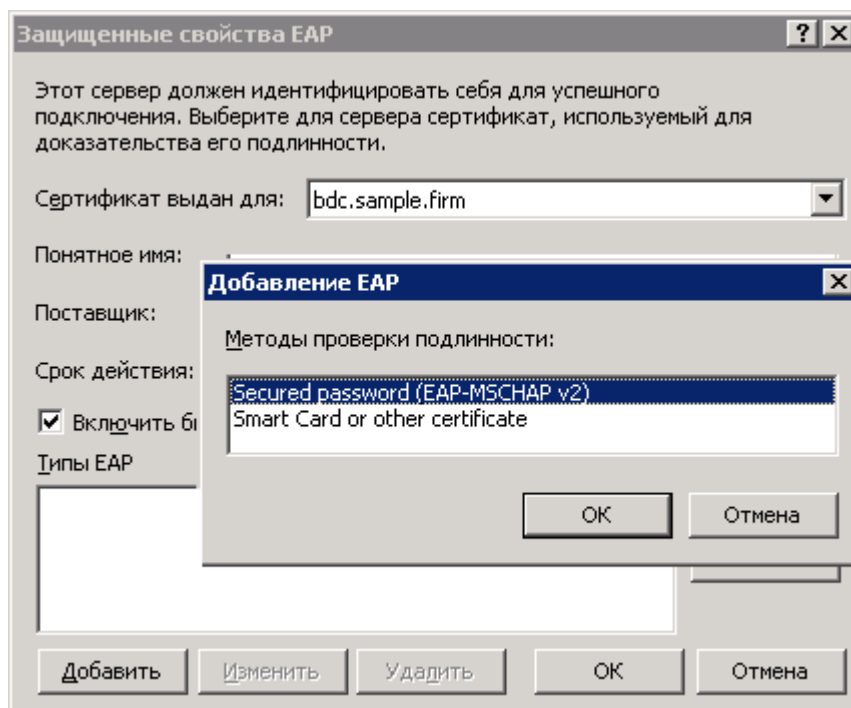 Защищенные свойства EAP
Этот сервер должен идентифицировать себя для успешного
подключения. Выберите для сервера сертификат, используемый для
доказательства его подлинности.
Сертификат выдан для:
bdc.sample.firm
Понятное имя:
Добавление EAP
Поставщик:
Методы проверки подлинности:
Срок действия:
Secured password (EAP-MSCHAP v2)
Smart Card or other certificate
Включить
Типы EAP
OK
Отмена
Добавить
Изменить
Удалить
OK
Отмена